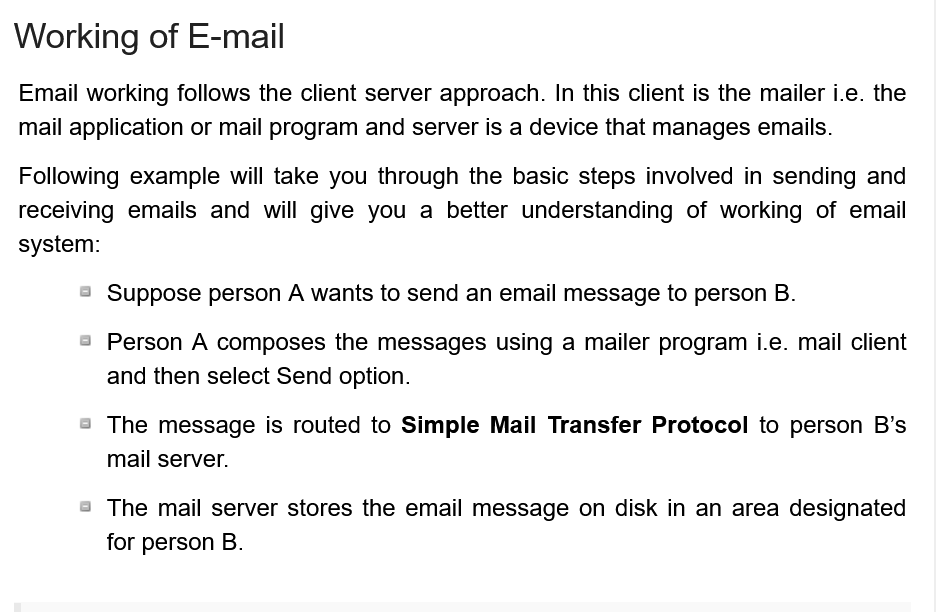 Working of E-mail
Email working follows the client server approach. In this client is the mailer i.e. the
mail application or mail program and server is a device that manages emails.
Following example will take you through the basic steps involved in sending and
receiving emails and will give you a better understanding of working of email
system:
Suppose person A wants to send an email message to person B.
Person A composes the messages using a mailer program i.e. mail client
and then select Send option.
The message is routed to Simple Mail Transfer Protocol to person B’s
mail server.
The mail server stores the email message on disk in an area designated
for person B.